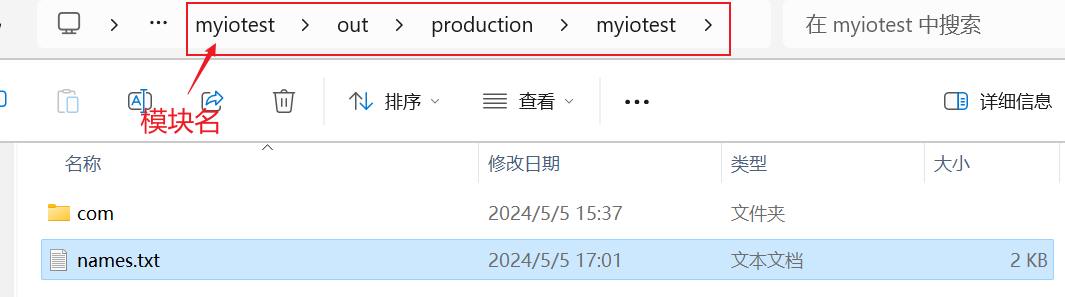 ··· myiotest > out > production > myiotest > 在 myiotest 中搜索
排序 查看 ··· 详细信息
模块名
名称 修改日期 类型 大小
com 2024/5/5 15:37 文件夹
names.txt 2024/5/5 17:01 文本文档 2 KB